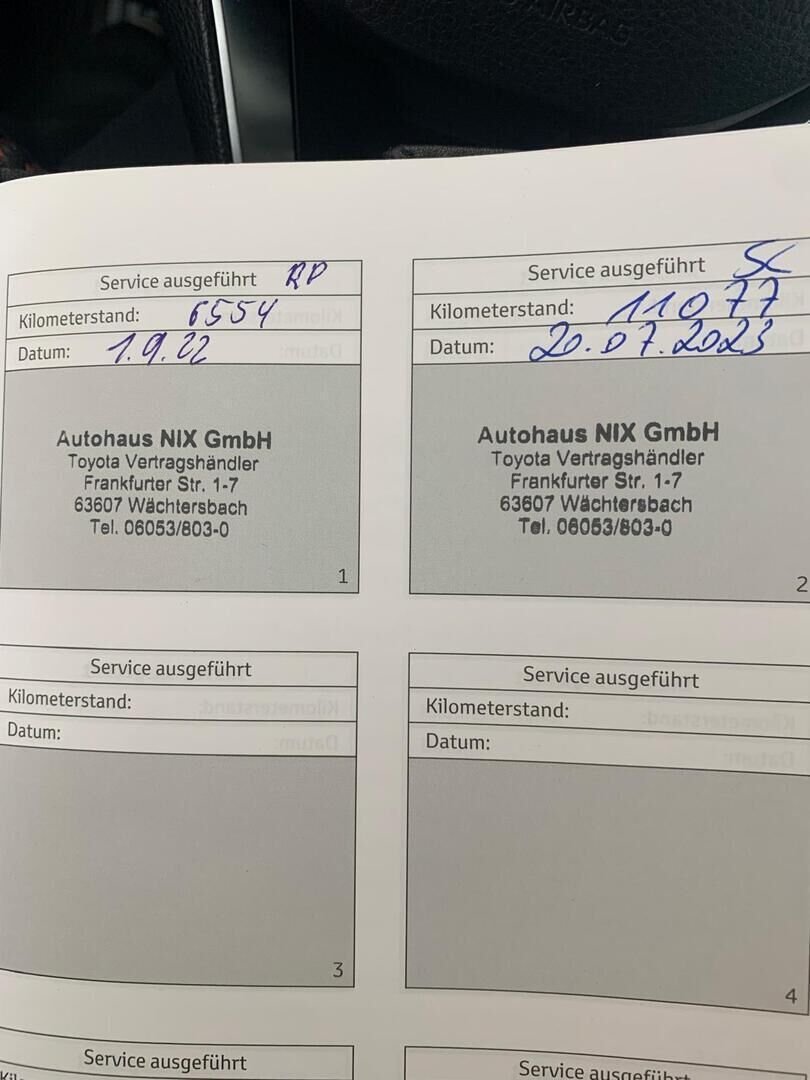 AIRBAG
Service ausgeführt RD
Kilometerstand: 6554
Datum: 1.9.22
Autohaus NIX GmbH
Toyota Vertragshändler
Frankfurter Str. 1-7
63607 Wächtersbach
Tel. 06053/803-0
1
Service ausgeführt SC
Kilometerstand: 11077
Datum: 20.07.2023
Autohaus NIX GmbH
Toyota Vertragshändler
Frankfurter Str. 1-7
63607 Wächtersbach
Tel. 06053/803-0
2
Service ausgeführt
Kilometerstand:
Datum:
3
Service ausgeführt
Kilometerstand:
Datum:
4
Service ausgeführt
Service ausgeführt